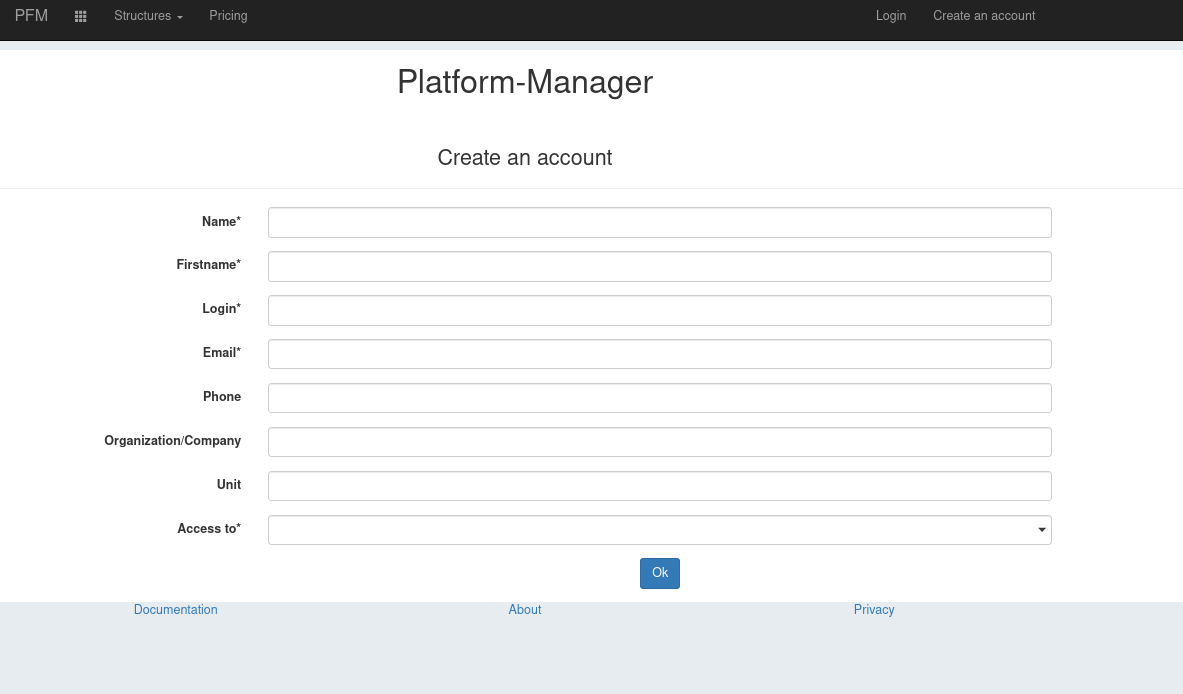 PFM Structures Pricing Login Create an account
Platform-Manager
Create an account
Name*
Firstname*
Login*
Email*
Phone
Organization/Company
Unit
Access to*
Ok
Documentation About Privacy